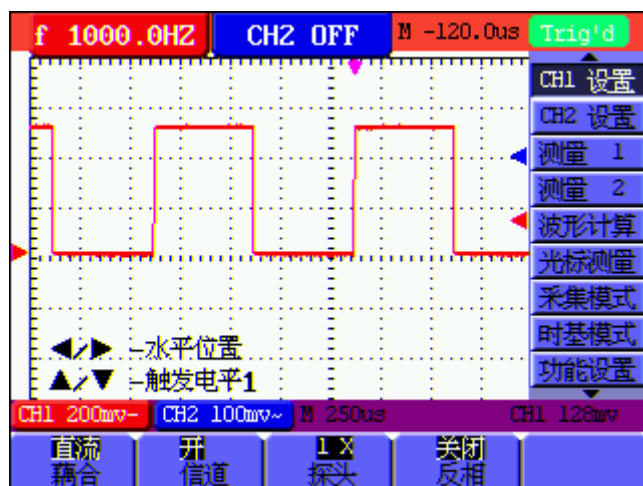 f 1000.0HZ CH2 OFF M -120.0us Trig'd
CH1 设置
CH2 设置
测量 1
测量 2
波形计算
光标测量
采集模式
时基模式
功能设置
◀/▶ -水平位置
▲/▼ -触发电平1
CH1 200mv- CH2 100mv~ M 250us CH1 128mv
直流 开 1 X 关闭
藕合 信道 探头 反相